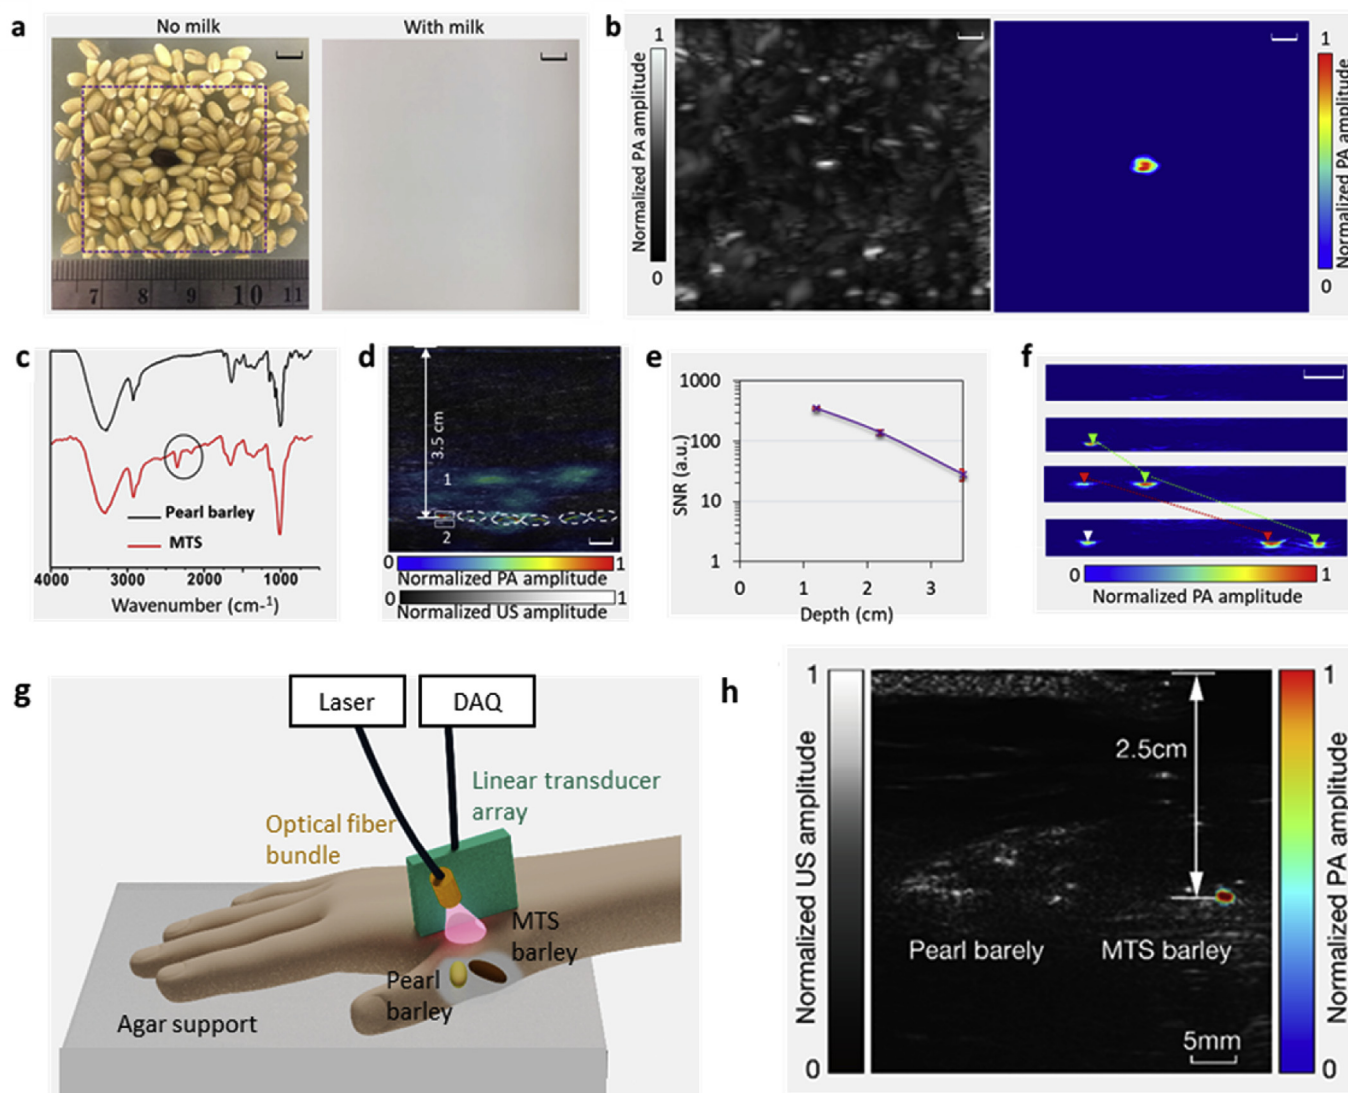 a
No milk
With milk
7 8 9 10 11
b
1
Normalized PA amplitude
0
1
Normalized PA amplitude
0
c
Pearl barley
MTS
4000 3000 2000 1000
Wavenumber (cm-1)
d
3.5 cm
1
2
0 1
Normalized PA amplitude
0 1
Normalized US amplitude
e
1000
100
10
1
SNR (a.u.)
0 1 2 3
Depth (cm)
f
0 1
Normalized PA amplitude
g
Laser
DAQ
Linear transducer
array
Optical fiber
bundle
MTS
barley
Pearl
barley
Agar support
h
1
Normalized US amplitude
0
2.5cm
Pearl barely
MTS barley
5mm
1
Normalized PA amplitude
0